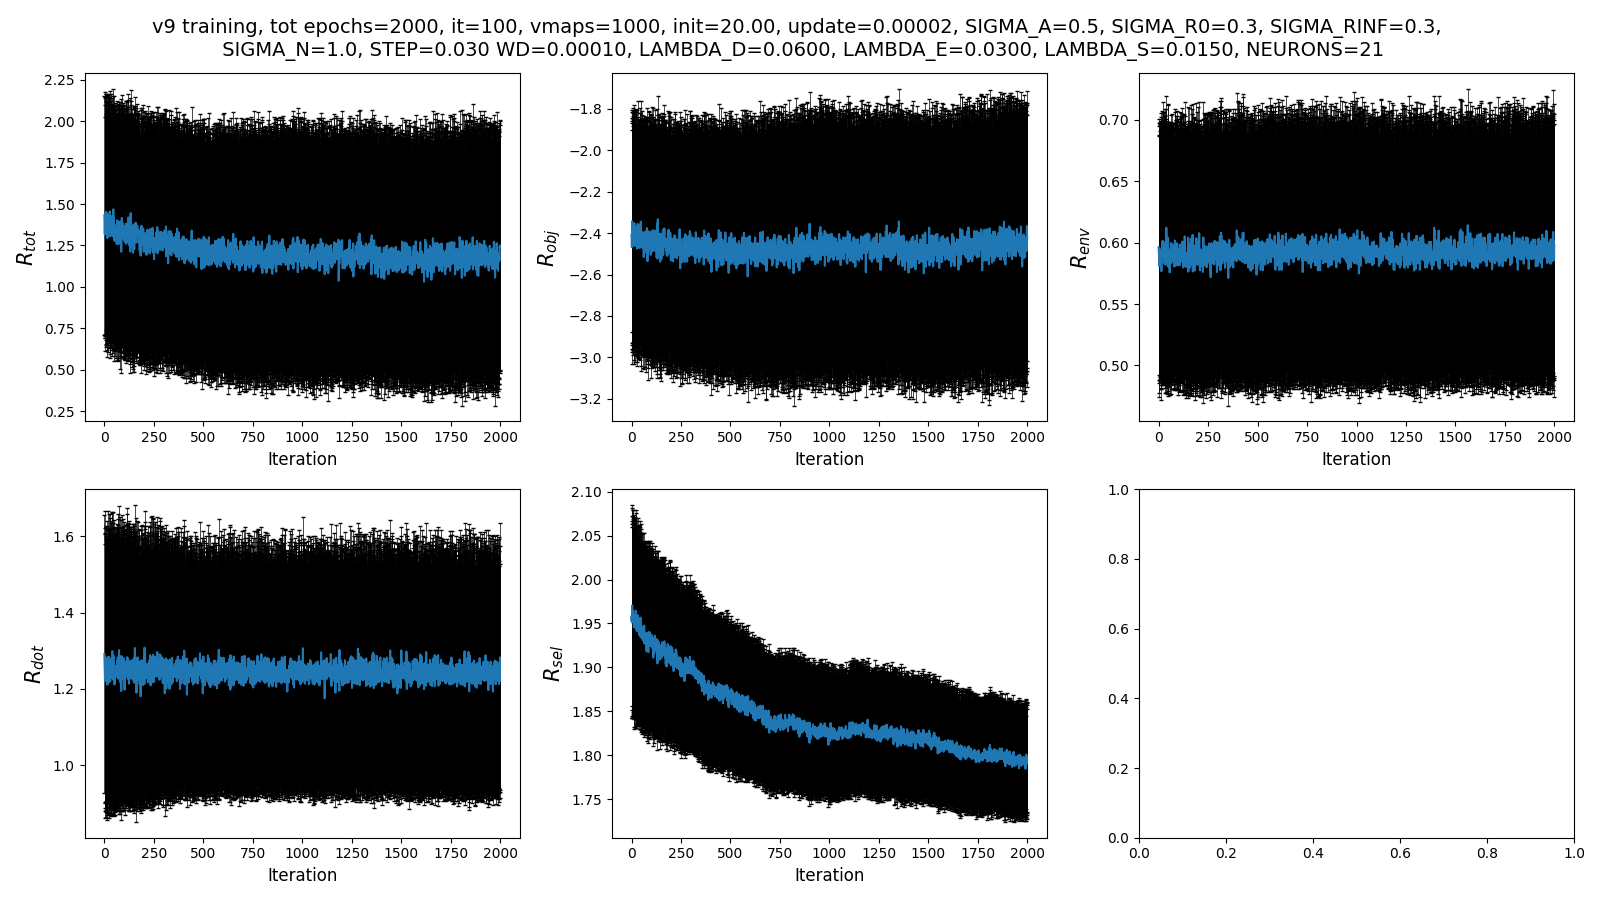 v9 training, tot epochs=2000, it=100, vmaps=1000, init=20.00, update=0.00002, SIGMA_A=0.5, SIGMA_R0=0.3, SIGMA_RINF=0.3,
SIGMA_N=1.0, STEP=0.030 WD=0.00010, LAMBDA_D=0.0600, LAMBDA_E=0.0300, LAMBDA_S=0.0150, NEURONS=21
R_tot
2.25
2.00
1.75
1.50
1.25
1.00
0.75
0.50
0.25
0 250 500 750 1000 1250 1500 1750 2000
Iteration
R_obj
−1.8
−2.0
−2.2
−2.4
−2.6
−2.8
−3.0
−3.2
0 250 500 750 1000 1250 1500 1750 2000
Iteration
R_env
0.70
0.65
0.60
0.55
0.50
0 250 500 750 1000 1250 1500 1750 2000
Iteration
R_dot
1.6
1.4
1.2
1.0
0 250 500 750 1000 1250 1500 1750 2000
Iteration
R_sel
2.10
2.05
2.00
1.95
1.90
1.85
1.80
1.75
0 250 500 750 1000 1250 1500 1750 2000
Iteration
1.0
0.8
0.6
0.4
0.2
0.0
0.0 0.2 0.4 0.6 0.8 1.0